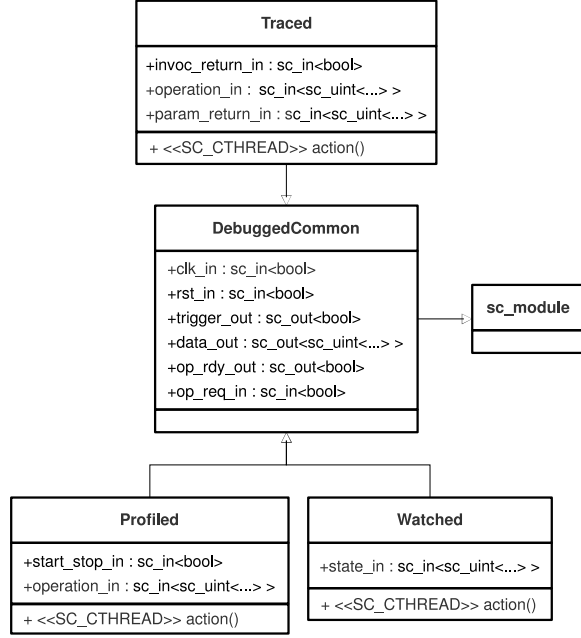 Traced
+invoc_return_in : sc_in<bool>
+operation_in : sc_in<sc_uint<...> >
+param_return_in : sc_in<sc_uint<...> >
+ <<SC_CTHREAD>> action()
DebuggedCommon
+clk_in : sc_in<bool>
+rst_in : sc_in<bool>
+trigger_out : sc_out<bool>
+data_out : sc_out<sc_uint<...> >
+op_rdy_out : sc_out<bool>
+op_req_in : sc_in<bool>
sc_module
Profiled
+start_stop_in : sc_in<bool>
+operation_in : sc_in<sc_uint<...> >
+ <<SC_CTHREAD>> action()
Watched
+state_in : sc_in<sc_uint<...> >
+ <<SC_CTHREAD>> action()